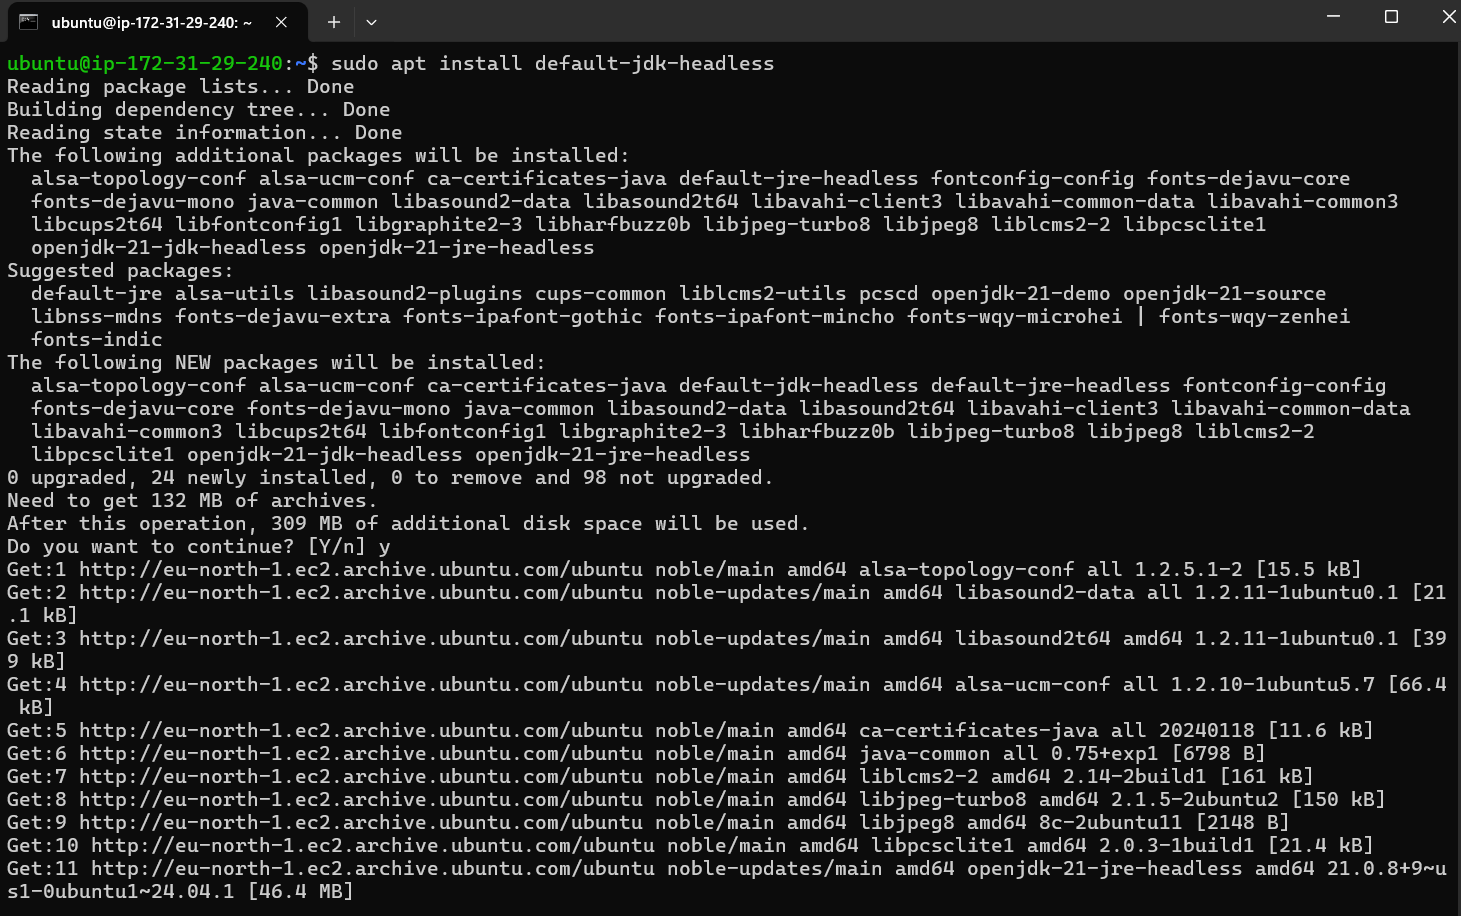 ubuntu@ip-172-31-29-240: ~
ubuntu@ip-172-31-29-240:~$ sudo apt install default-jdk-headless
Reading package lists... Done
Building dependency tree... Done
Reading state information... Done
The following additional packages will be installed:
  alsa-topology-conf alsa-ucm-conf ca-certificates-java default-jre-headless fontconfig-config fonts-dejavu-core
  fonts-dejavu-mono java-common libasound2-data libasound2t64 libavahi-client3 libavahi-common-data libavahi-common3
  libcups2t64 libfontconfig1 libgraphite2-3 libharfbuzz0b libjpeg-turbo8 libjpeg8 liblcms2-2 libpcsclite1
  openjdk-21-jdk-headless openjdk-21-jre-headless
Suggested packages:
  default-jre alsa-utils libasound2-plugins cups-common liblcms2-utils pcscd openjdk-21-demo openjdk-21-source
  libnss-mdns fonts-dejavu-extra fonts-ipafont-gothic fonts-ipafont-mincho fonts-wqy-microhei | fonts-wqy-zenhei
  fonts-indic
The following NEW packages will be installed:
  alsa-topology-conf alsa-ucm-conf ca-certificates-java default-jdk-headless default-jre-headless fontconfig-config
  fonts-dejavu-core fonts-dejavu-mono java-common libasound2-data libasound2t64 libavahi-client3 libavahi-common-data
  libavahi-common3 libcups2t64 libfontconfig1 libgraphite2-3 libharfbuzz0b libjpeg-turbo8 libjpeg8 liblcms2-2
  libpcsclite1 openjdk-21-jdk-headless openjdk-21-jre-headless
0 upgraded, 24 newly installed, 0 to remove and 98 not upgraded.
Need to get 132 MB of archives.
After this operation, 309 MB of additional disk space will be used.
Do you want to continue? [Y/n] y
Get:1 http://eu-north-1.ec2.archive.ubuntu.com/ubuntu noble/main amd64 alsa-topology-conf all 1.2.5.1-2 [15.5 kB]
Get:2 http://eu-north-1.ec2.archive.ubuntu.com/ubuntu noble-updates/main amd64 libasound2-data all 1.2.11-1ubuntu0.1 [21
.1 kB]
Get:3 http://eu-north-1.ec2.archive.ubuntu.com/ubuntu noble-updates/main amd64 libasound2t64 amd64 1.2.11-1ubuntu0.1 [39
9 kB]
Get:4 http://eu-north-1.ec2.archive.ubuntu.com/ubuntu noble-updates/main amd64 alsa-ucm-conf all 1.2.10-1ubuntu5.7 [66.4
 kB]
Get:5 http://eu-north-1.ec2.archive.ubuntu.com/ubuntu noble/main amd64 ca-certificates-java all 20240118 [11.6 kB]
Get:6 http://eu-north-1.ec2.archive.ubuntu.com/ubuntu noble/main amd64 java-common all 0.75+exp1 [6798 B]
Get:7 http://eu-north-1.ec2.archive.ubuntu.com/ubuntu noble/main amd64 liblcms2-2 amd64 2.14-2build1 [161 kB]
Get:8 http://eu-north-1.ec2.archive.ubuntu.com/ubuntu noble/main amd64 libjpeg-turbo8 amd64 2.1.5-2ubuntu2 [150 kB]
Get:9 http://eu-north-1.ec2.archive.ubuntu.com/ubuntu noble/main amd64 libjpeg8 amd64 8c-2ubuntu11 [2148 B]
Get:10 http://eu-north-1.ec2.archive.ubuntu.com/ubuntu noble/main amd64 libpcsclite1 amd64 2.0.3-1build1 [21.4 kB]
Get:11 http://eu-north-1.ec2.archive.ubuntu.com/ubuntu noble-updates/main amd64 openjdk-21-jre-headless amd64 21.0.8+9~u
s1-0ubuntu1~24.04.1 [46.4 MB]